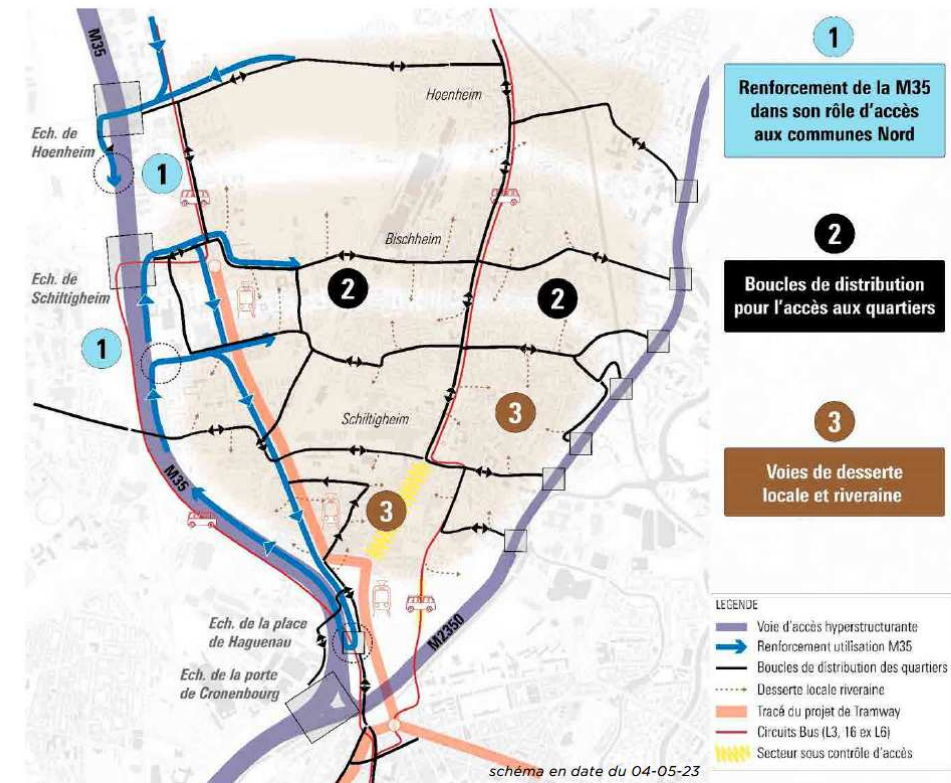 M35
Hoenheim
Ech. de
Hoenheim
1
Bischheim
Ech. de
Schiltigheim
2
2
1
Schiltigheim
3
M35
3
Ech. de la place
de Haguenau
M2350
Ech. de la porte
de Cronenbourg
schéma en date du 04-05-23
1
Renforcement de la M35
dans son rôle d'accès
aux communes Nord
2
Boucles de distribution
pour l'accès aux quartiers
3
Voies de desserte
locale et riveraine
LEGENDE
Voie d'accès hyperstructurante
Renforcement utilisation M35
Boucles de distribution des quartiers
Desserte locale riveraine
Tracé du projet de Tramway
Circuits Bus (L3, 16 ex L6)
Secteur sous contrôle d'accès